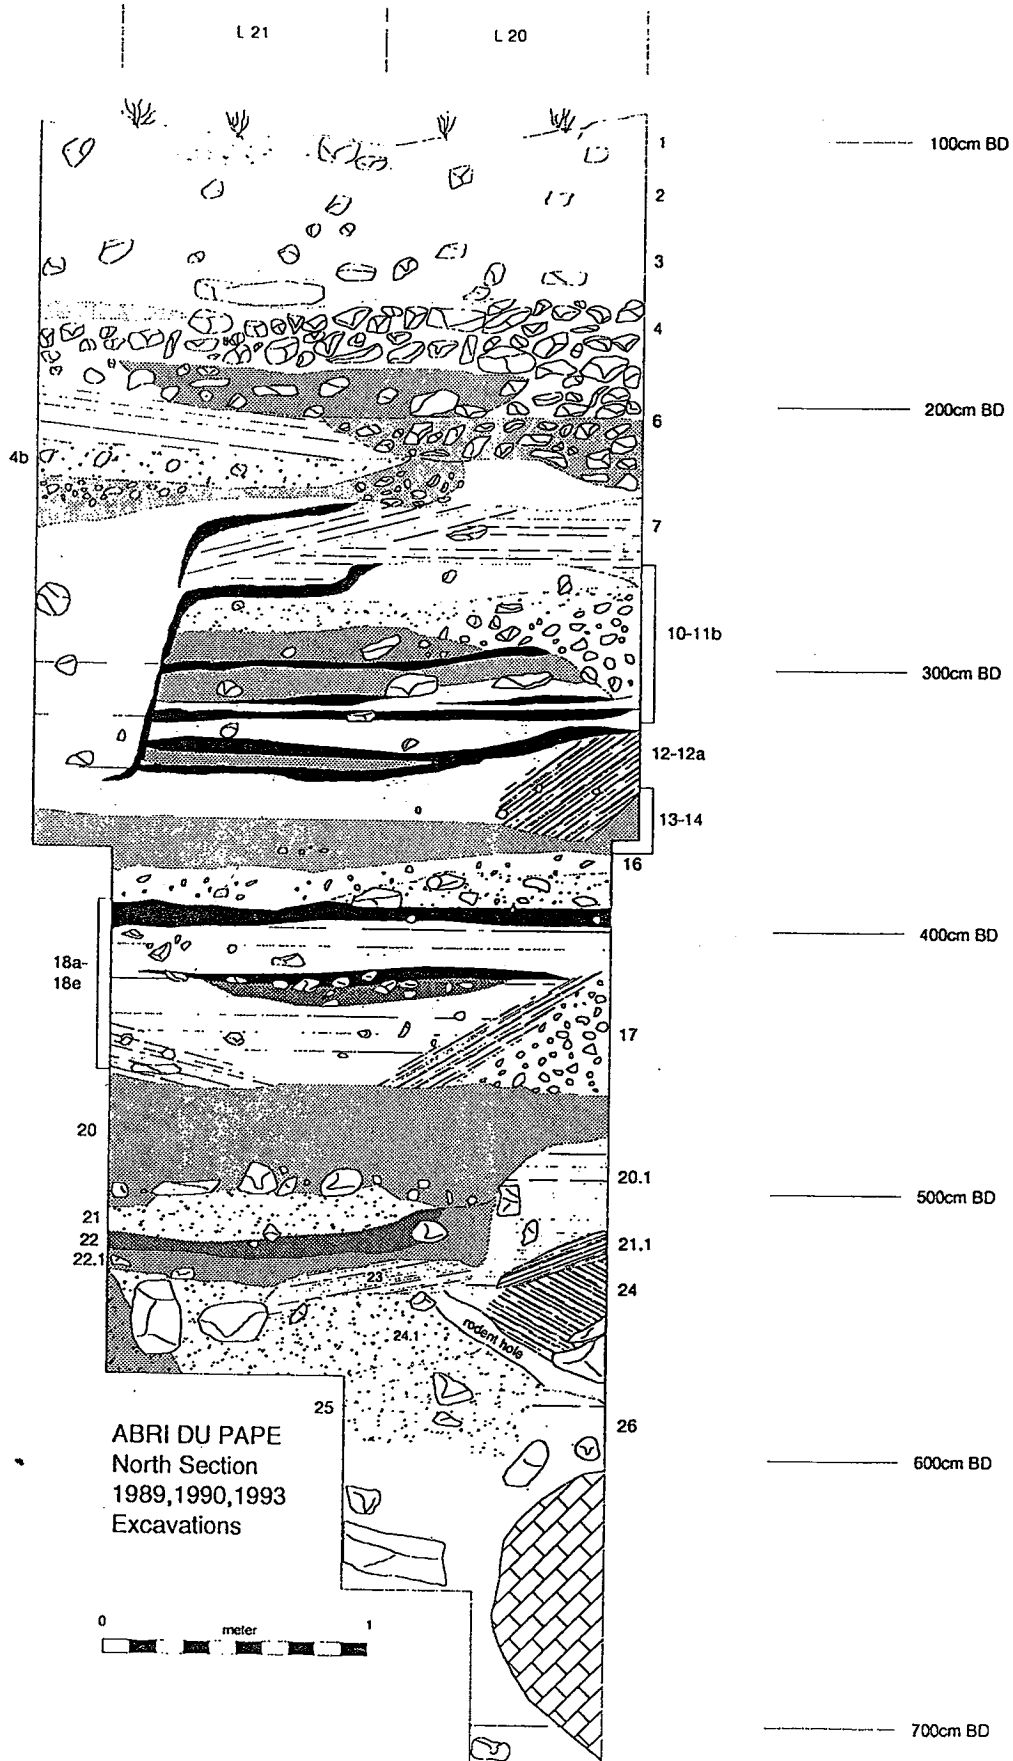 L 21
L 20
1
100cm BD
2
3
4
200cm BD
6
4b
7
10-11b
300cm BD
12-12a
13-14
16
400cm BD
18a-
18e
17
20
20.1
500cm BD
21
22
21.1
22.1
23
24
24.1
rodent hole
25
26
ABRI DU PAPE
North Section
1989,1990,1993
Excavations
600cm BD
0
meter
1
700cm BD